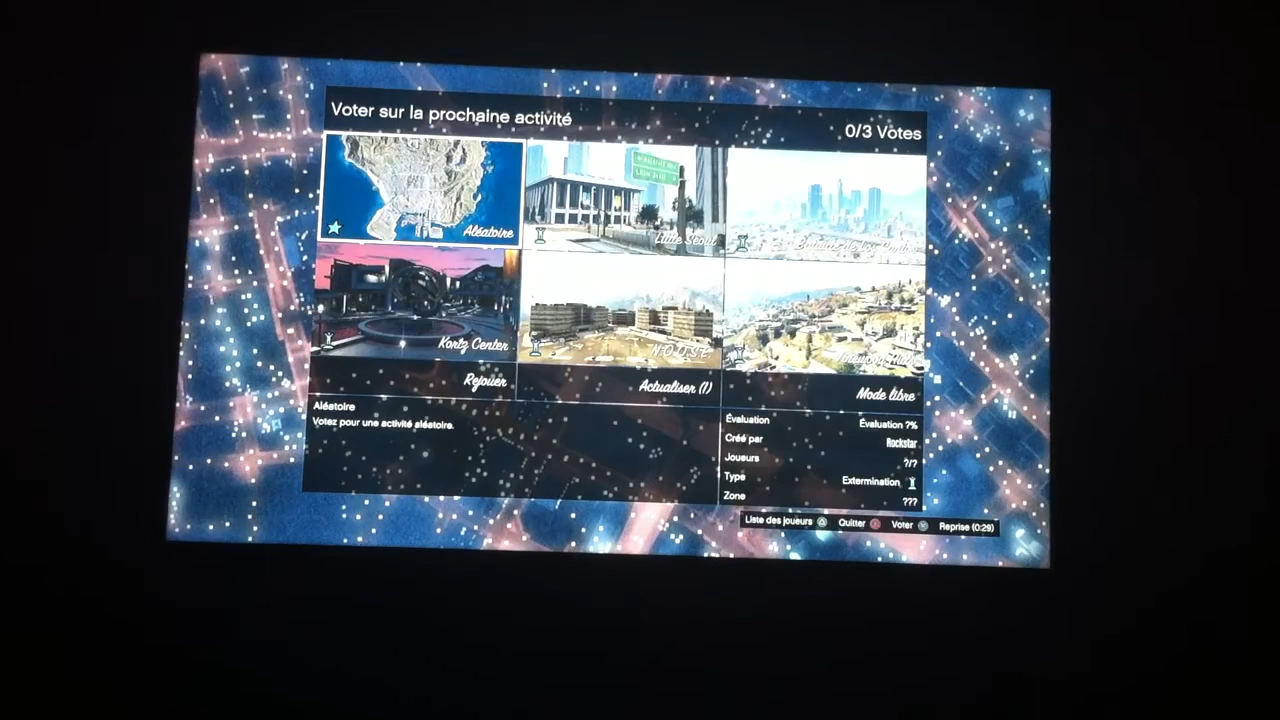 Voter sur la prochaine activité
0/3 Votes
Aléatoire
Little Seoul
Kortz Center
N.O.O.S.E
Rejouer
Actualiser (1)
Mode libre
Aléatoire
Votez pour une activité aléatoire.
Évaluation
Évaluation ?%
Créé par
Rockstar
Joueurs
?/?
Type
Extermination
Zone
???
Liste des joueurs
Quitter
Voter
Reprise (0:29)